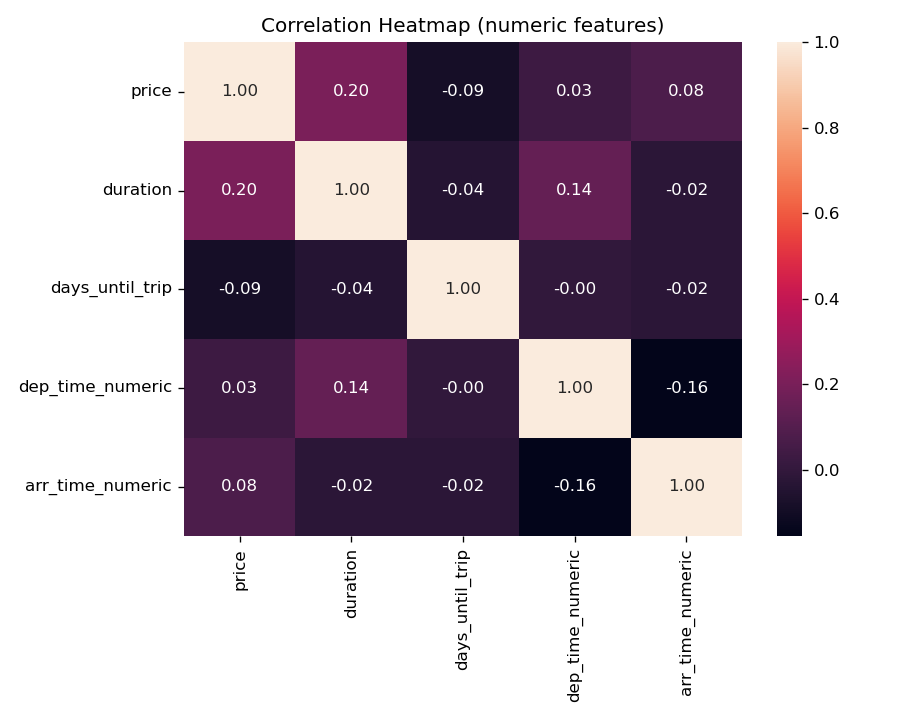 Correlation Heatmap (numeric features)
price 1.00 0.20 -0.09 0.03 0.08
duration 0.20 1.00 -0.04 0.14 -0.02
days_until_trip -0.09 -0.04 1.00 -0.00 -0.02
dep_time_numeric 0.03 0.14 -0.00 1.00 -0.16
arr_time_numeric 0.08 -0.02 -0.02 -0.16 1.00
price
duration
days_until_trip
dep_time_numeric
arr_time_numeric
1.0
0.8
0.6
0.4
0.2
0.0